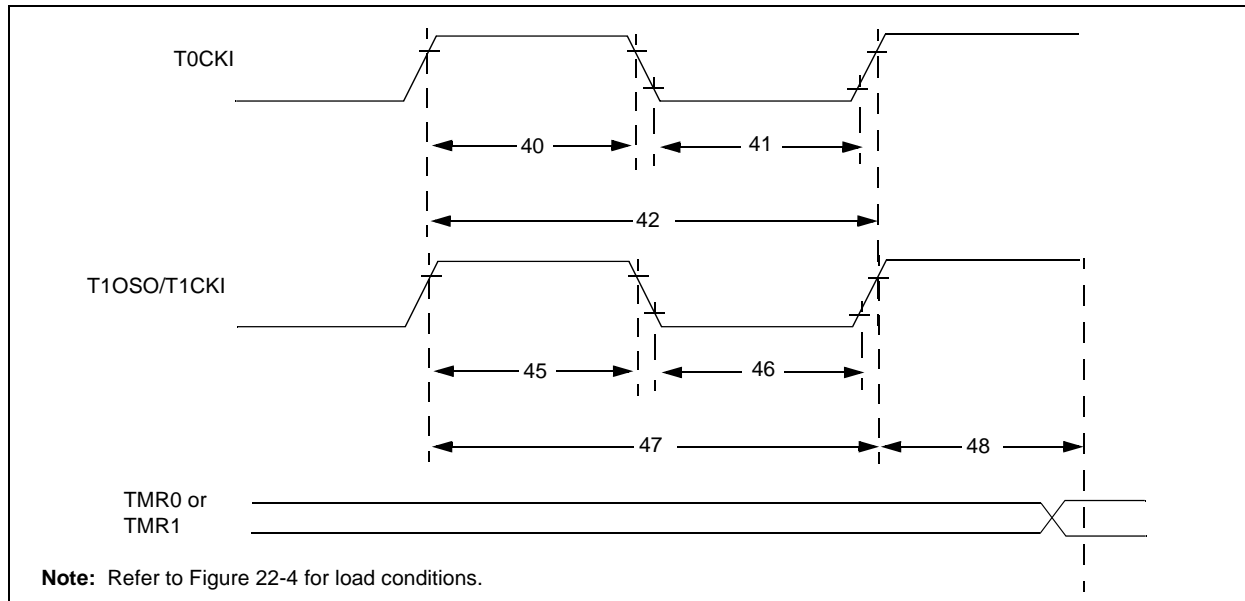 T0CKI
40
41
42
T1OSO/T1CKI
45
46
47
48
TMR0 or
TMR1
Note: Refer to Figure 22-4 for load conditions.